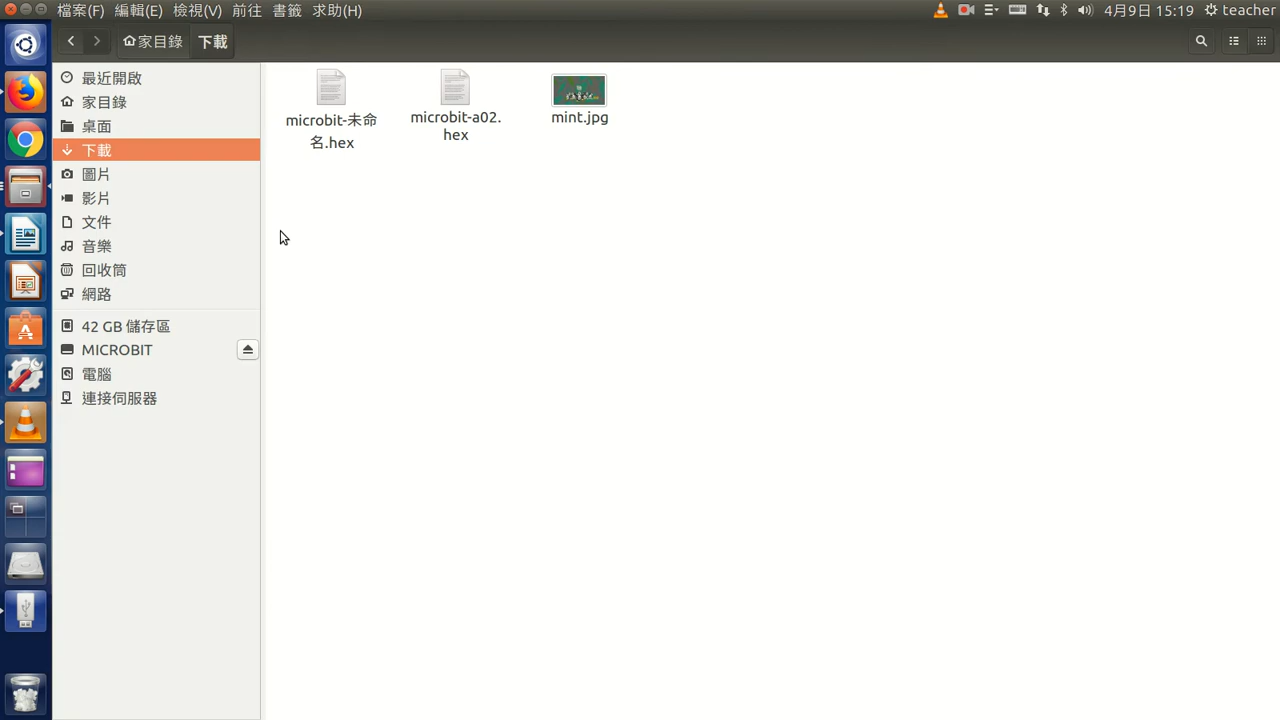 檔案(F) 編輯(E) 檢視(V) 前往 書籤 求助(H)
4月9日 15:19 teacher
家目錄 下載
最近開啟
家目錄
桌面
下載
圖片
影片
文件
音樂
回收筒
網路
42 GB 儲存區
MICROBIT
電腦
連接伺服器
microbit-未命
名.hex
microbit-a02.
hex
mint.jpg